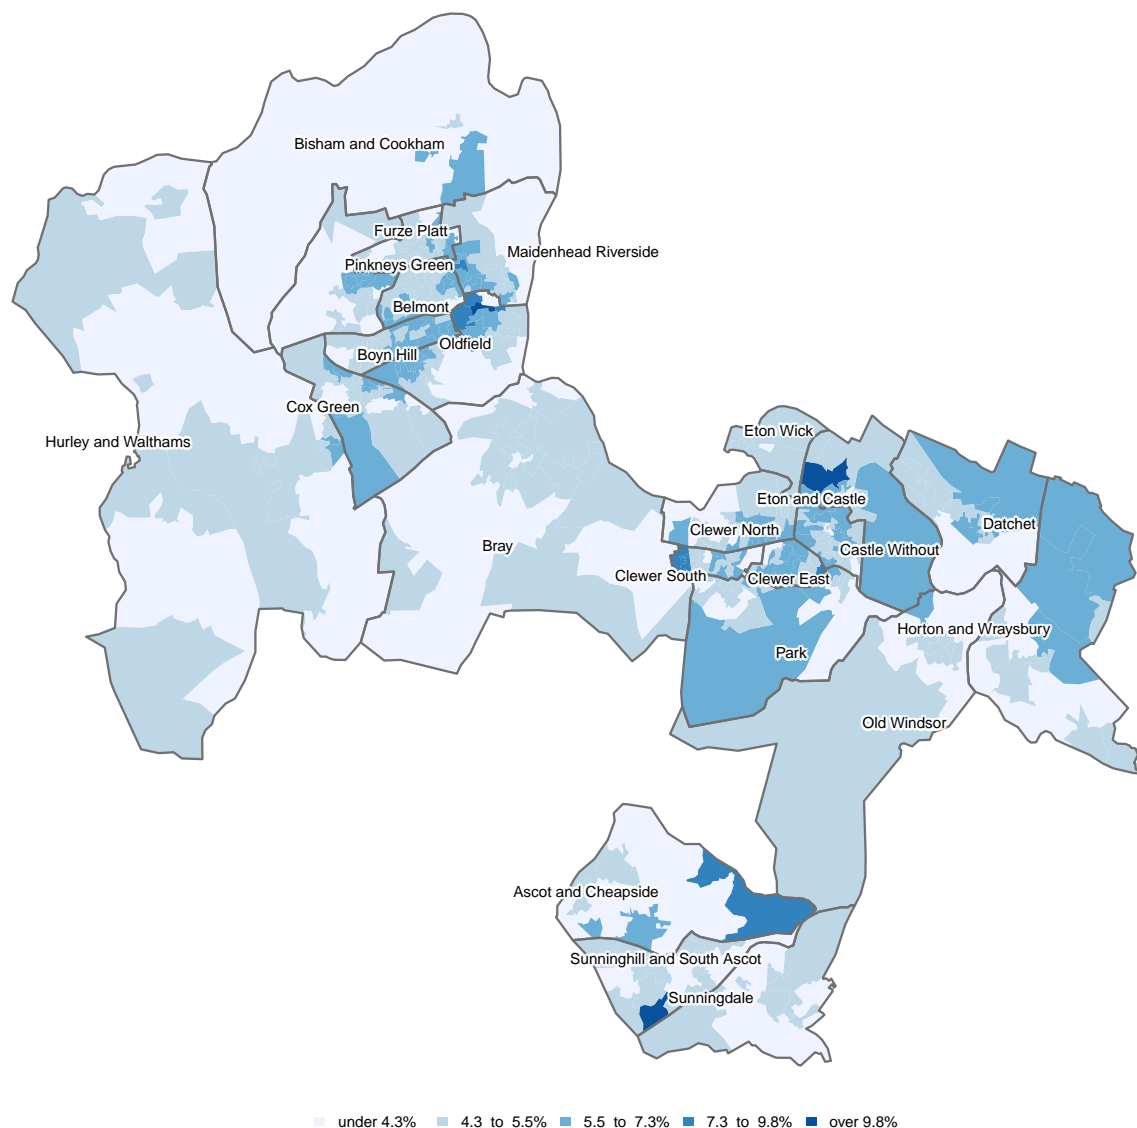 Bisham and Cookham
Furze Platt
Maidenhead Riverside
Pinkneys Green
Belmont
Oldfield
Boyn Hill
Cox Green
Hurley and Walthams
Eton Wick
Eton and Castle
Datchet
Clewer North
Bray
Castle Without
Clewer South
Clewer East
Horton and Wraysbury
Park
Old Windsor
Ascot and Cheapside
Sunninghill and South Ascot
Sunningdale
under 4.3% 4.3 to 5.5% 5.5 to 7.3% 7.3 to 9.8% over 9.8%